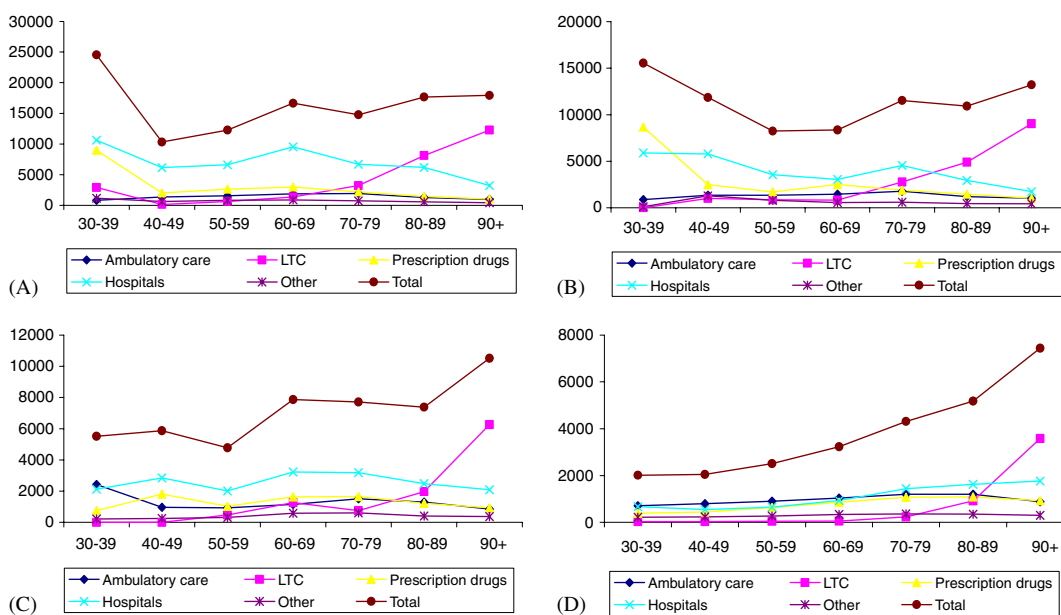 (A)
30000
25000
20000
15000
10000
5000
0
30-39 40-49 50-59 60-69 70-79 80-89 90+
Ambulatory care LTC Prescription drugs
Hospitals Other Total
(B)
20000
15000
10000
5000
0
30-39 40-49 50-59 60-69 70-79 80-89 90+
Ambulatory care LTC Prescription drugs
Hospitals Other Total
(C)
12000
10000
8000
6000
4000
2000
0
30-39 40-49 50-59 60-69 70-79 80-89 90+
Ambulatory care LTC Prescription drugs
Hospitals Other Total
(D)
8000
6000
4000
2000
0
30-39 40-49 50-59 60-69 70-79 80-89 90+
Ambulatory care LTC Prescription drugs
Hospitals Other Total